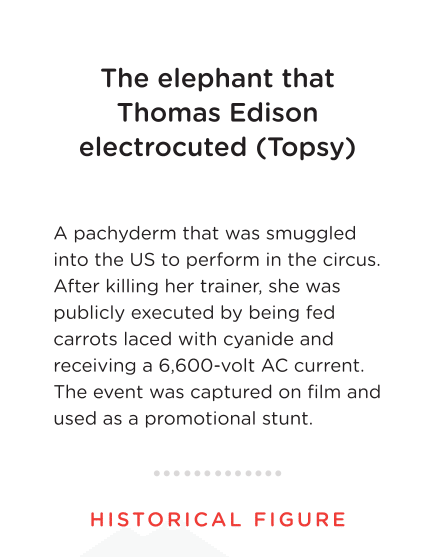 The elephant that
Thomas Edison
electrocuted (Topsy)
A pachyderm that was smuggled
into the US to perform in the circus.
After killing her trainer, she was
publicly executed by being fed
carrots laced with cyanide and
receiving a 6,600-volt AC current.
The event was captured on film and
used as a promotional stunt.
HISTORICAL FIGURE